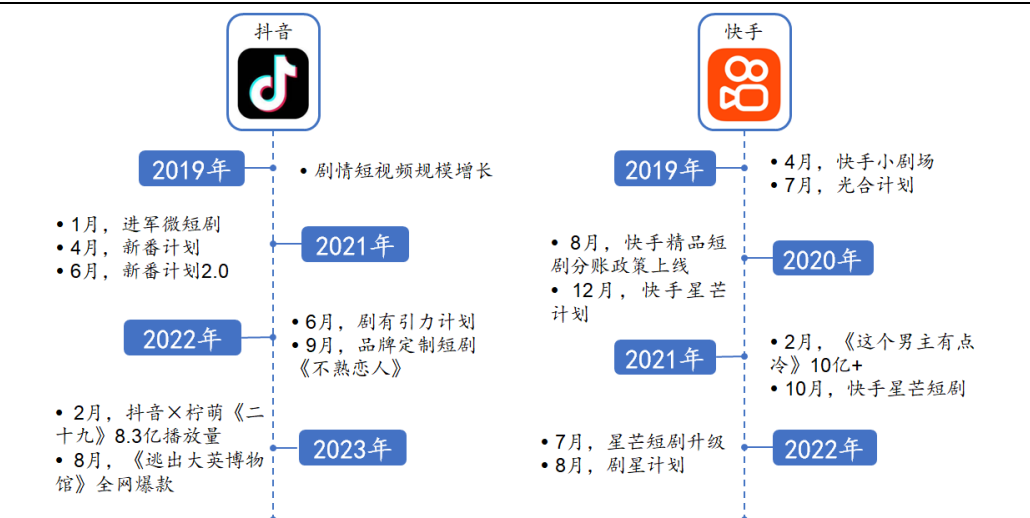 抖音
2019年
• 剧情短视频规模增长
2021年
• 1月，进军微短剧
• 4月，新番计划
• 6月，新番计划2.0
2022年
• 6月，剧有引力计划
• 9月，品牌定制短剧
《不熟恋人》
2023年
• 2月，抖音×柠萌《二
十九》8.3亿播放量
• 8月，《逃出大英博物
馆》全网爆款
快手
2019年
• 4月，快手小剧场
• 7月，光合计划
2020年
• 8月，快手精品短
剧分账政策上线
• 12月，快手星芒
计划
2021年
• 2月，《这个男主有点
冷》10亿+
• 10月，快手星芒短剧
2022年
• 7月，星芒短剧升级
• 8月，剧星计划